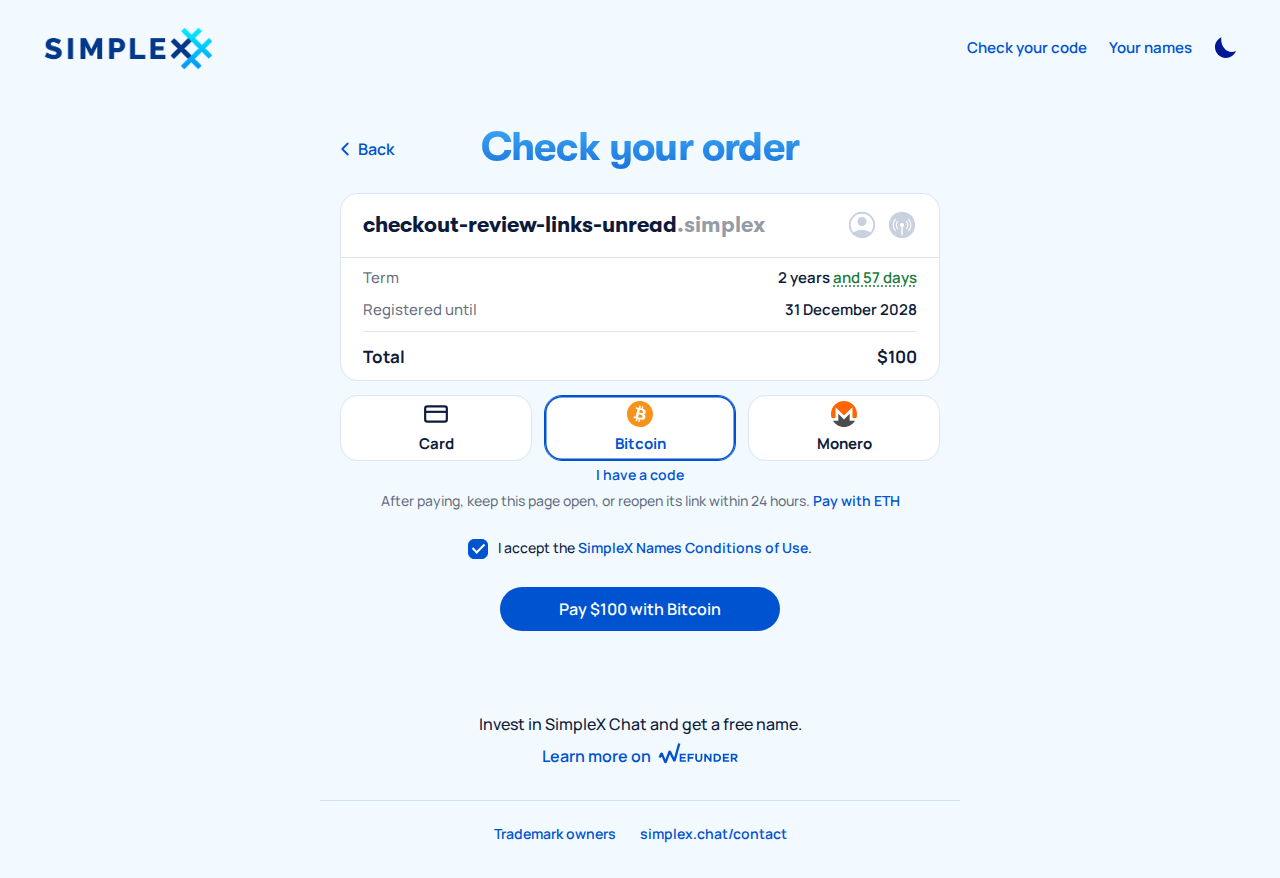 SIMPLEX
Check your code
Your names
Back
Check your order
checkout-review-links-unread.simplex
Term
2 years and 57 days
Registered until
31 December 2028
Total
$100
Card
Bitcoin
Monero
I have a code
After paying, keep this page open, or reopen its link within 24 hours. Pay with ETH
I accept the SimpleX Names Conditions of Use.
Pay $100 with Bitcoin
Invest in SimpleX Chat and get a free name.
Learn more on WEFUNDER
Trademark owners
simplex.chat/contact